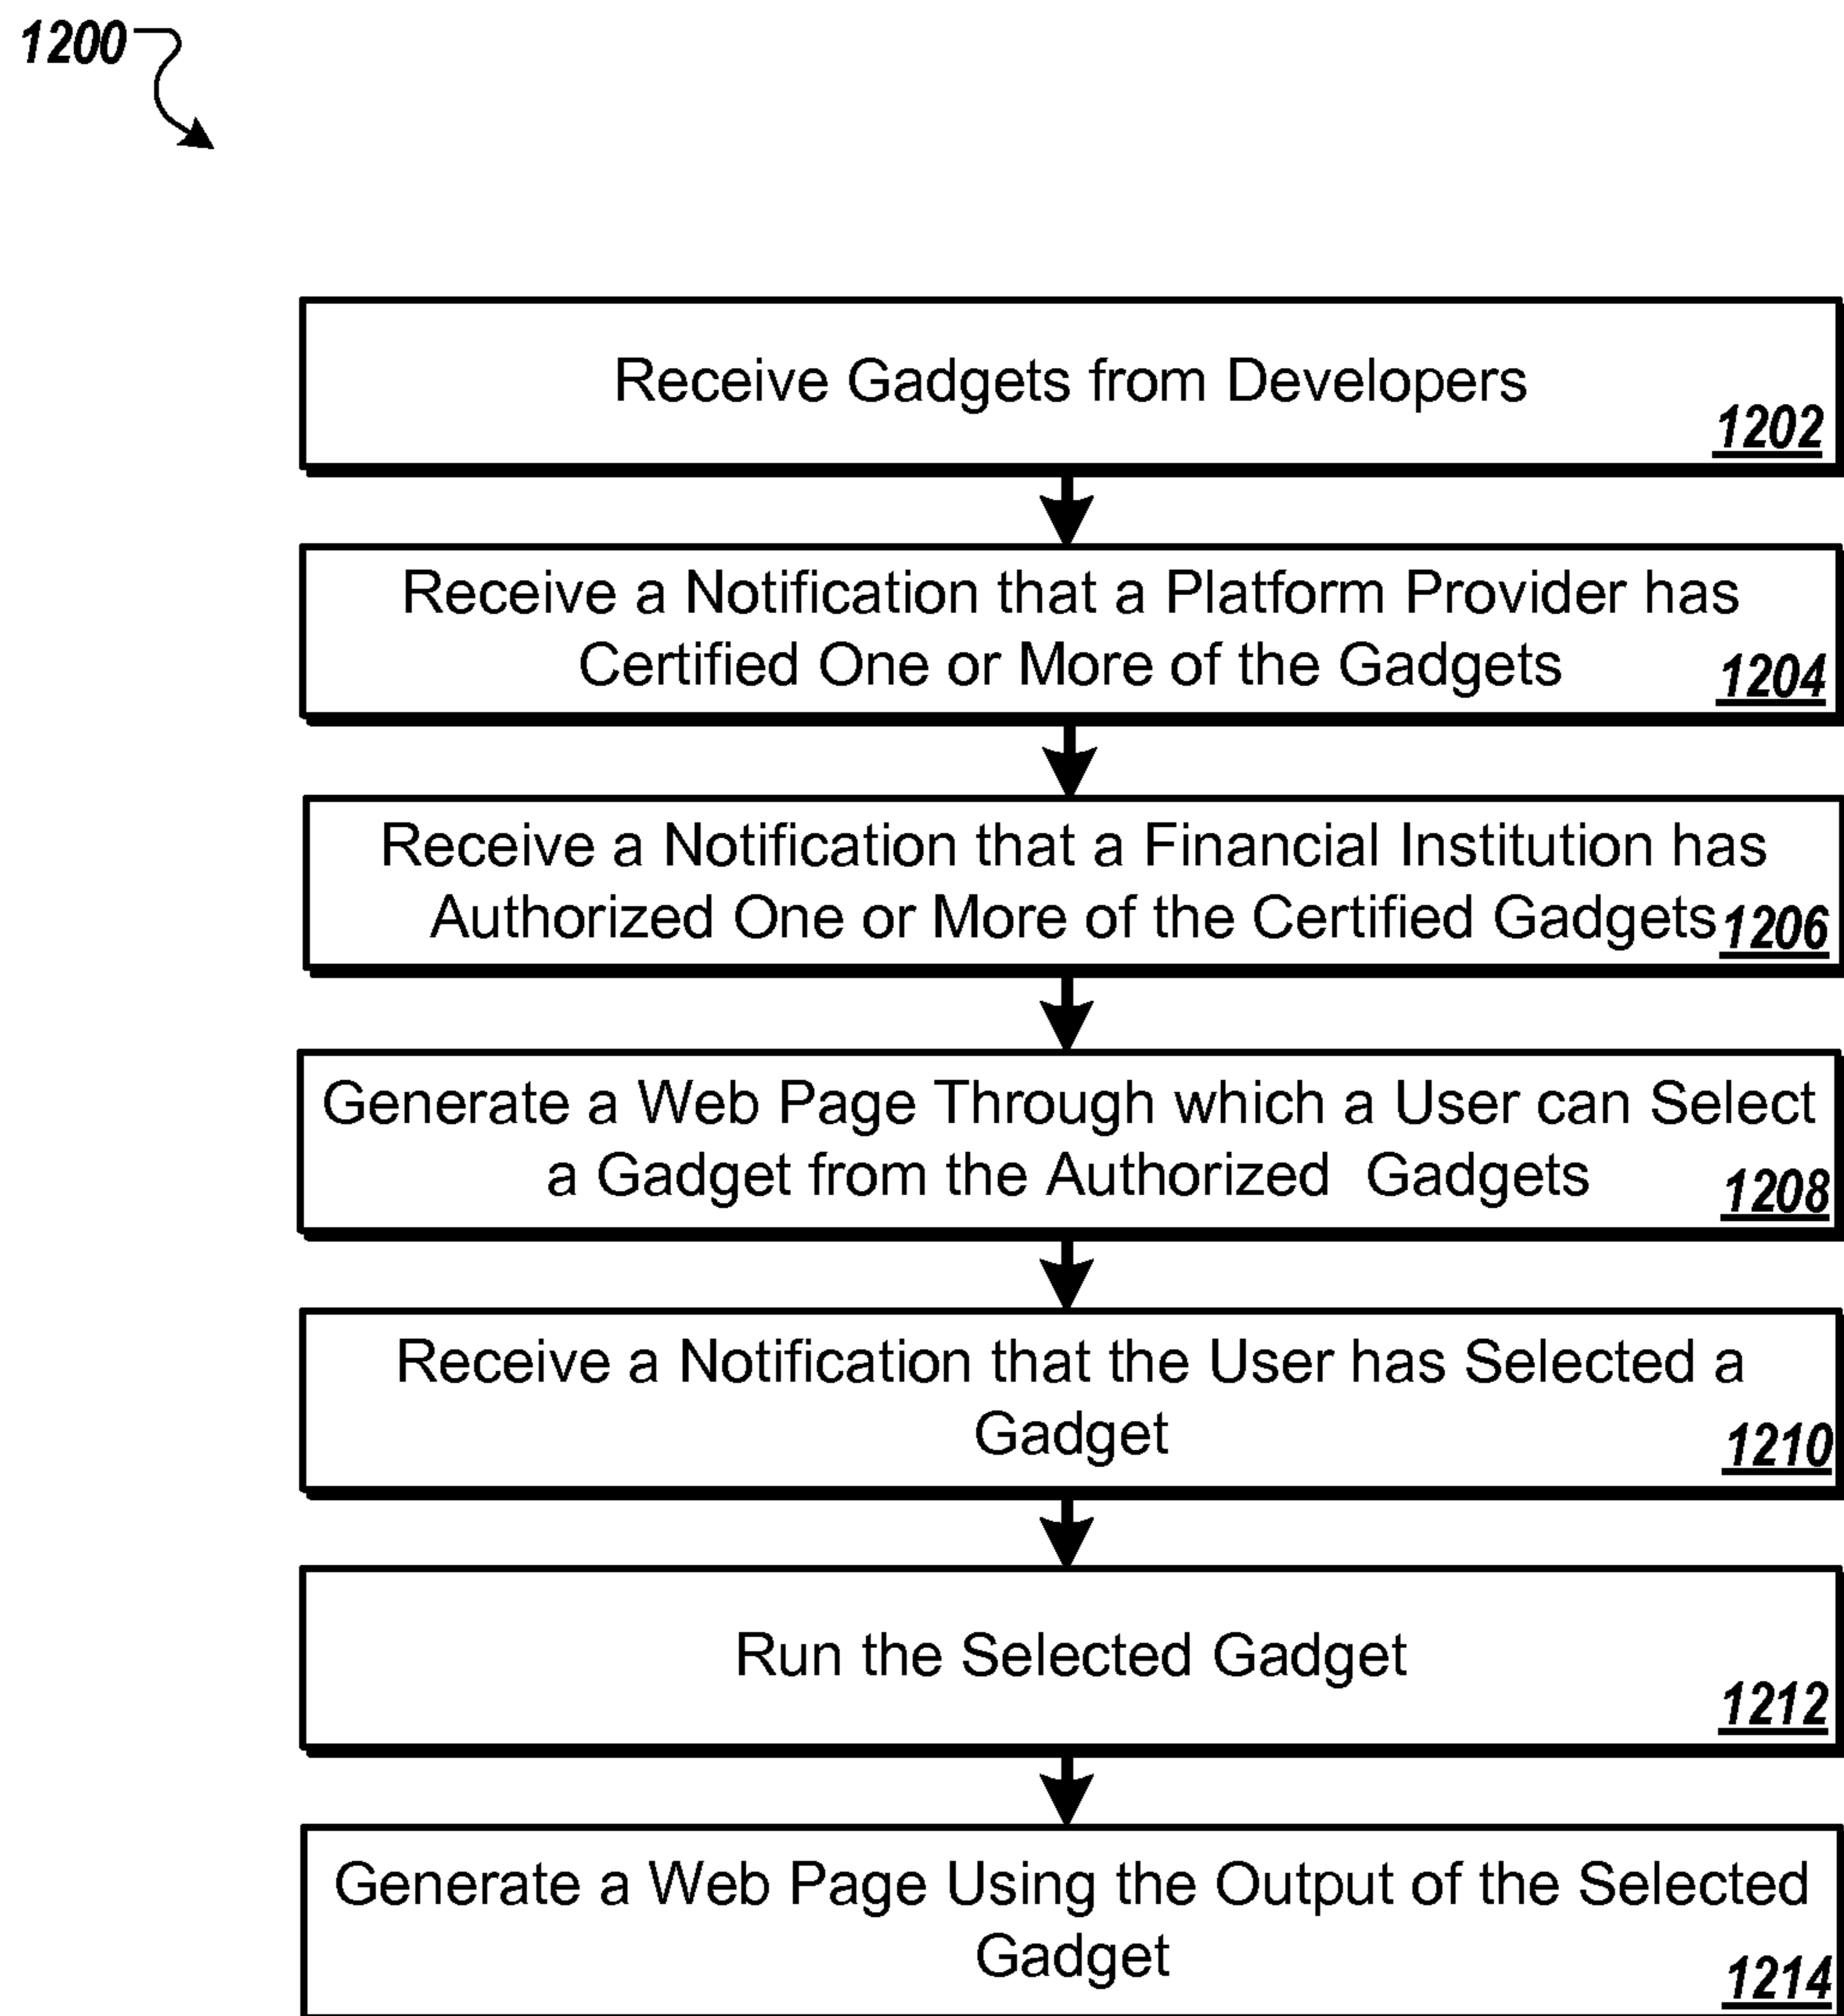 1200
Receive Gadgets from Developers
1202
Receive a Notification that a Platform Provider has
Certified One or More of the Gadgets
1204
Receive a Notification that a Financial Institution has
Authorized One or More of the Certified Gadgets
1206
Generate a Web Page Through which a User can Select
a Gadget from the Authorized Gadgets
1208
Receive a Notification that the User has Selected a
Gadget
1210
Run the Selected Gadget
1212
Generate a Web Page Using the Output of the Selected
Gadget
1214